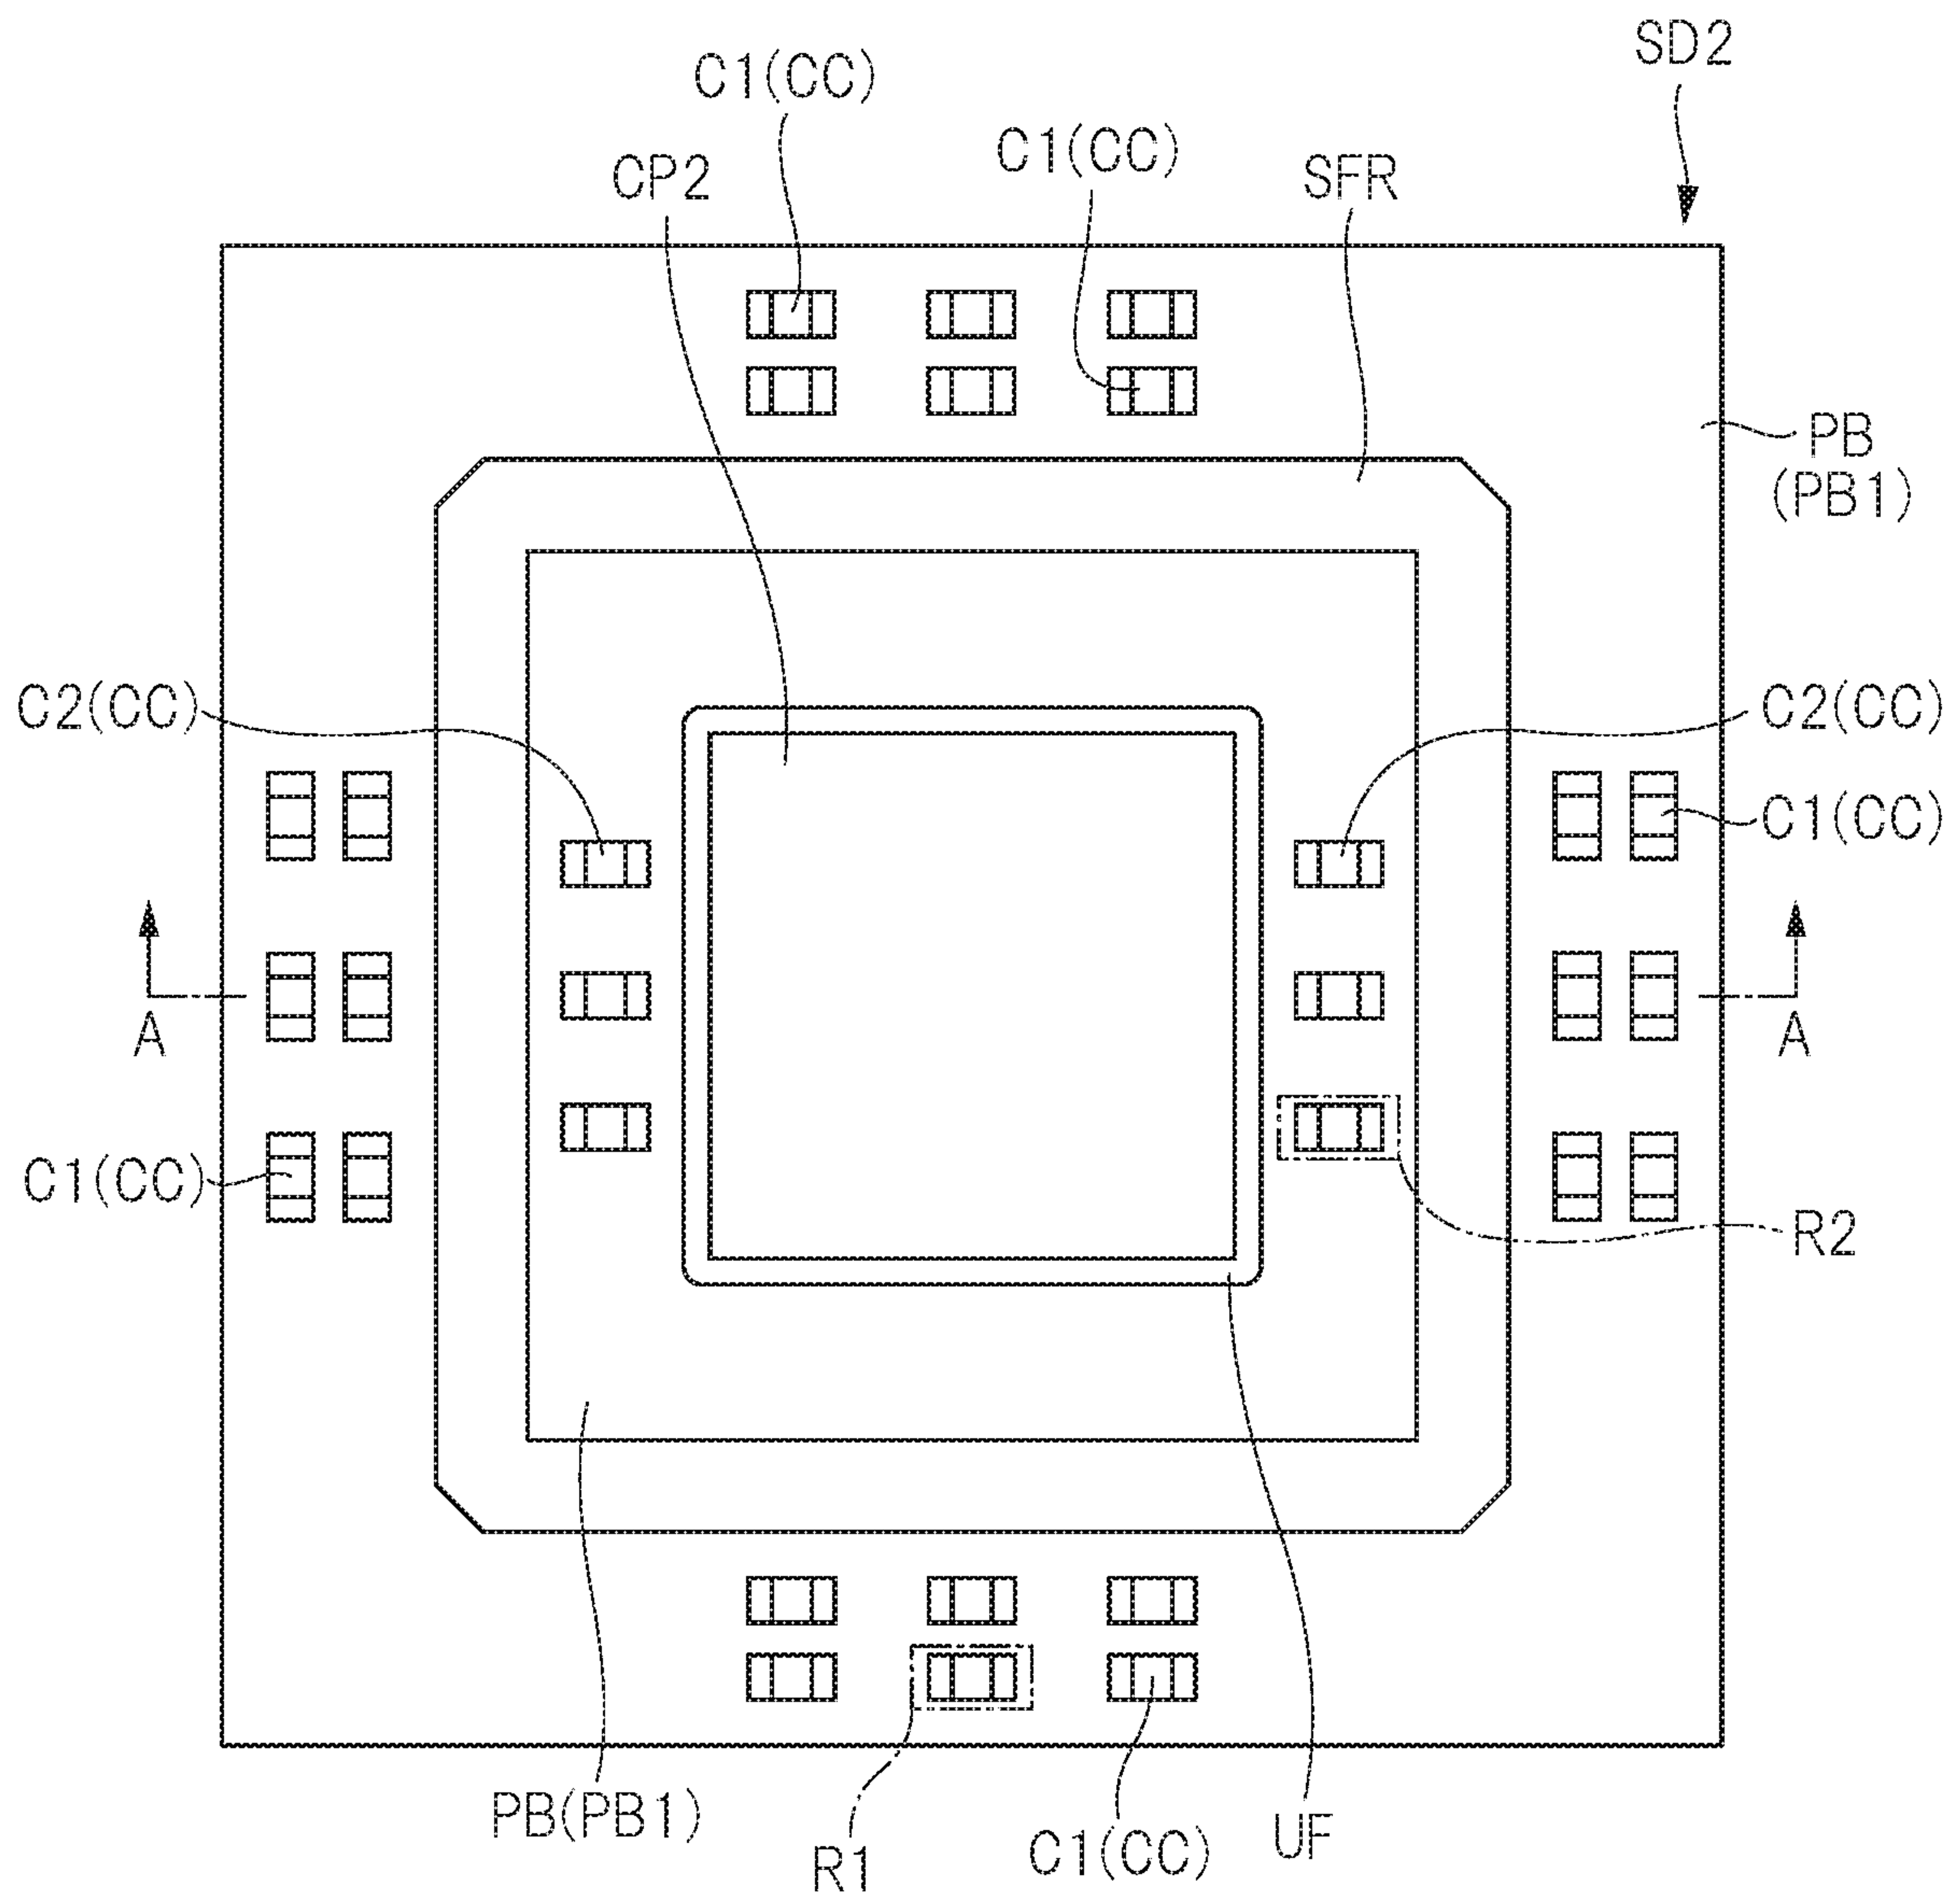 SD2
C1(CC)
C1(CC)
CP2
SFR
PB
(PB1)
C2(CC)
C2(CC)
C1(CC)
A
A
C1(CC)
R2
PB(PB1)
R1
C1(CC)
UF